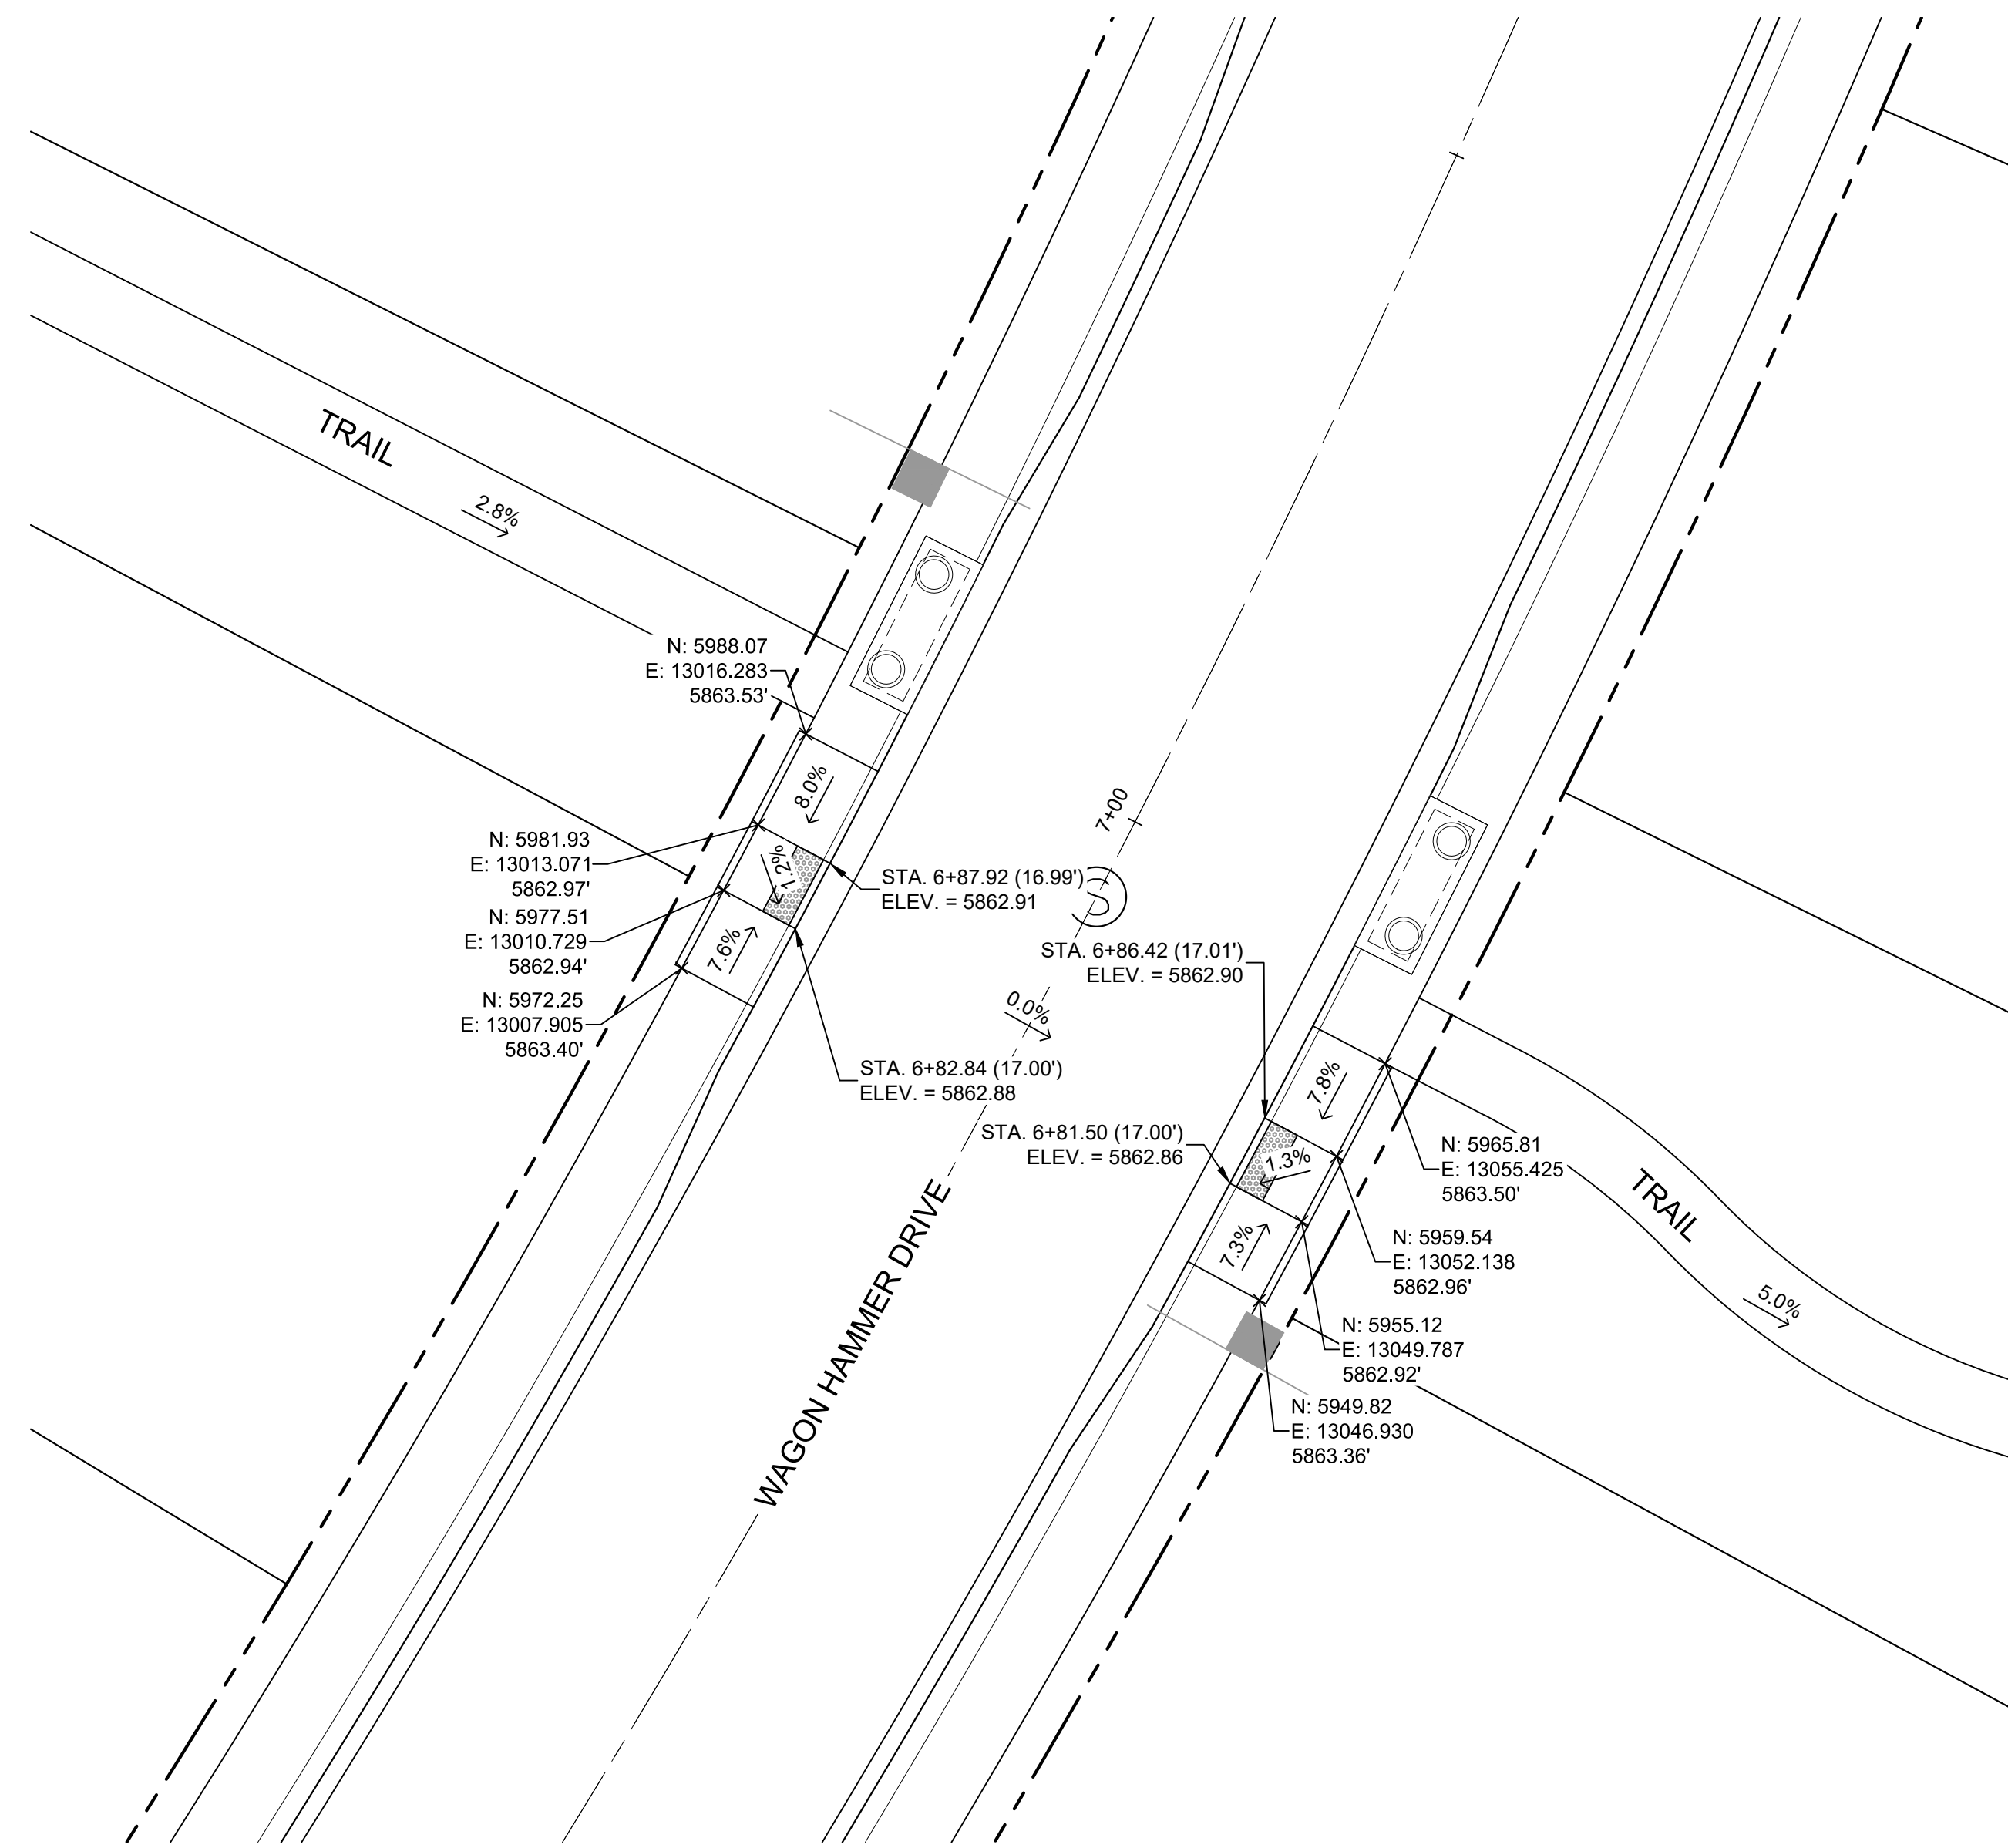 TRAIL
2.8%
N: 5988.07
E: 13016.283
5863.53'
8.0%
7+00
N: 5981.93
E: 13013.071
5862.97'
1.2%
STA. 6+87.92 (16.99')
ELEV. = 5862.91
S
N: 5977.51
E: 13010.729
5862.94'
7.6%
STA. 6+86.42 (17.01')
ELEV. = 5862.90
N: 5972.25
E: 13007.905
5863.40'
0.0%
STA. 6+82.84 (17.00')
ELEV. = 5862.88
7.8%
STA. 6+81.50 (17.00')
ELEV. = 5862.86
1.3%
N: 5965.81
E: 13055.425
5863.50'
TRAIL
7.3%
N: 5959.54
E: 13052.138
5862.96'
5.0%
WAGON HAMMER DRIVE
N: 5955.12
E: 13049.787
5862.92'
N: 5949.82
E: 13046.930
5863.36'